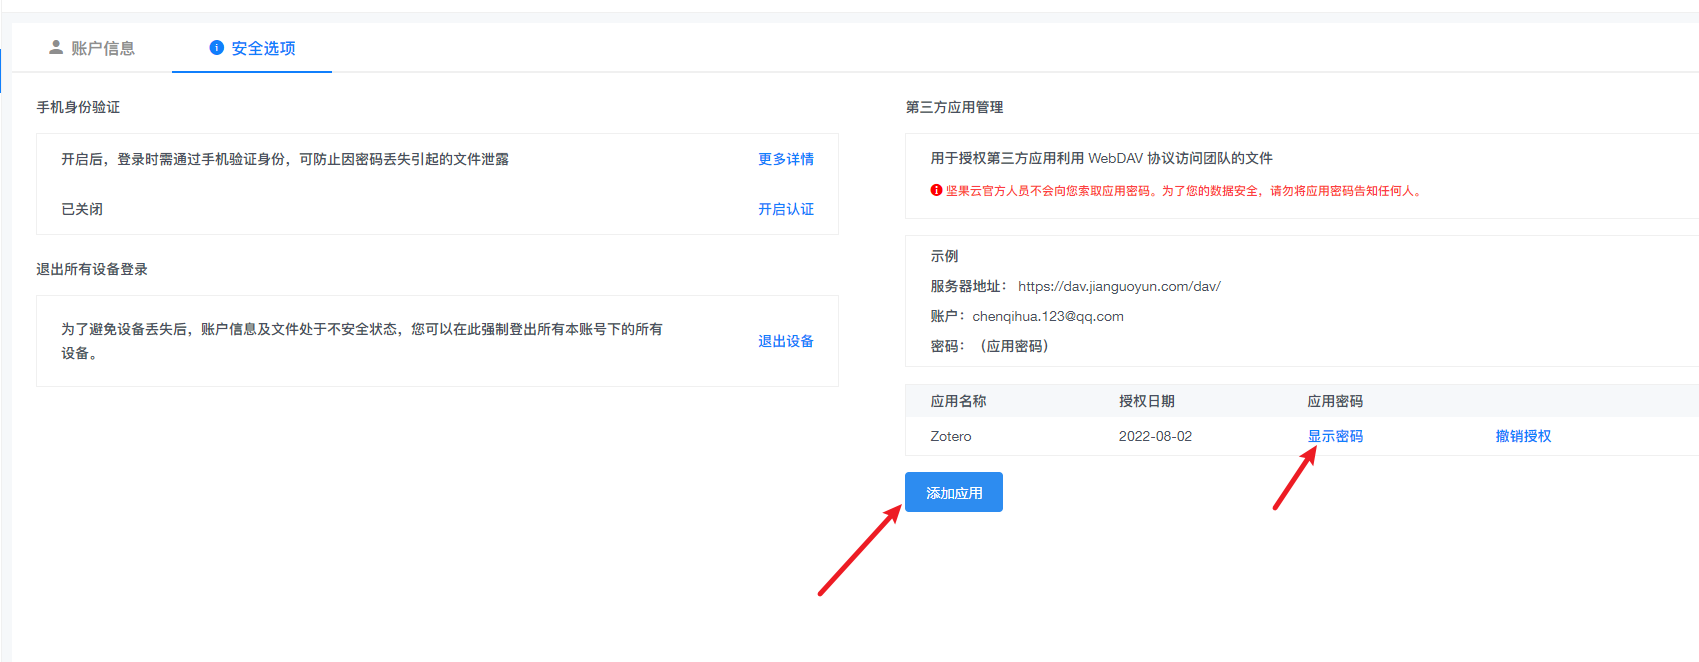 账户信息
安全选项
手机身份验证
开启后，登录时需通过手机验证身份，可防止因密码丢失引起的文件泄露
更多详情
已关闭
开启认证
退出所有设备登录
为了避免设备丢失后，账户信息及文件处于不安全状态，您可以在此强制登出所有本账号下的所有
设备。
退出设备
第三方应用管理
用于授权第三方应用利用 WebDAV 协议访问团队的文件
坚果云官方人员不会向您索取应用密码。为了您的数据安全，请勿将应用密码告知任何人。
示例
服务器地址： https://dav.jianguoyun.com/dav/
账户：chenqihua.123@qq.com
密码：（应用密码）
应用名称 授权日期 应用密码
Zotero 2022-08-02 显示密码 撤销授权
添加应用